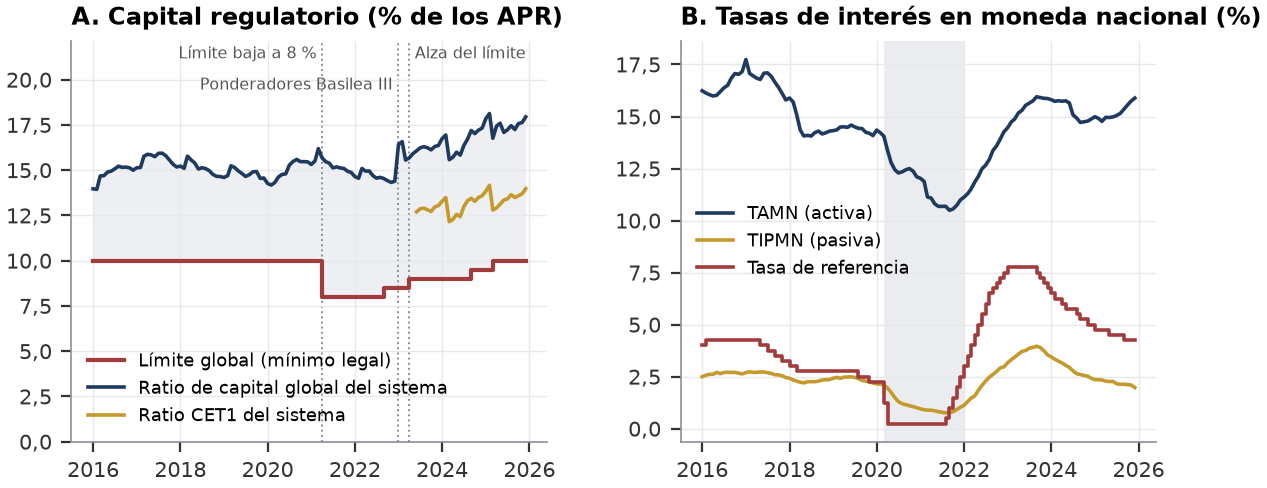 A. Capital regulatorio (% de los APR)
Límite baja a 8 %
Alza del límite
Ponderadores Basilea III
20,0
17,5
15,0
12,5
10,0
7,5
5,0
2,5
0,0
Límite global (mínimo legal)
Ratio de capital global del sistema
Ratio CET1 del sistema
2016
2018
2020
2022
2024
2026
B. Tasas de interés en moneda nacional (%)
17,5
15,0
12,5
10,0
7,5
5,0
2,5
0,0
TAMN (activa)
TIPMN (pasiva)
Tasa de referencia
2016
2018
2020
2022
2024
2026